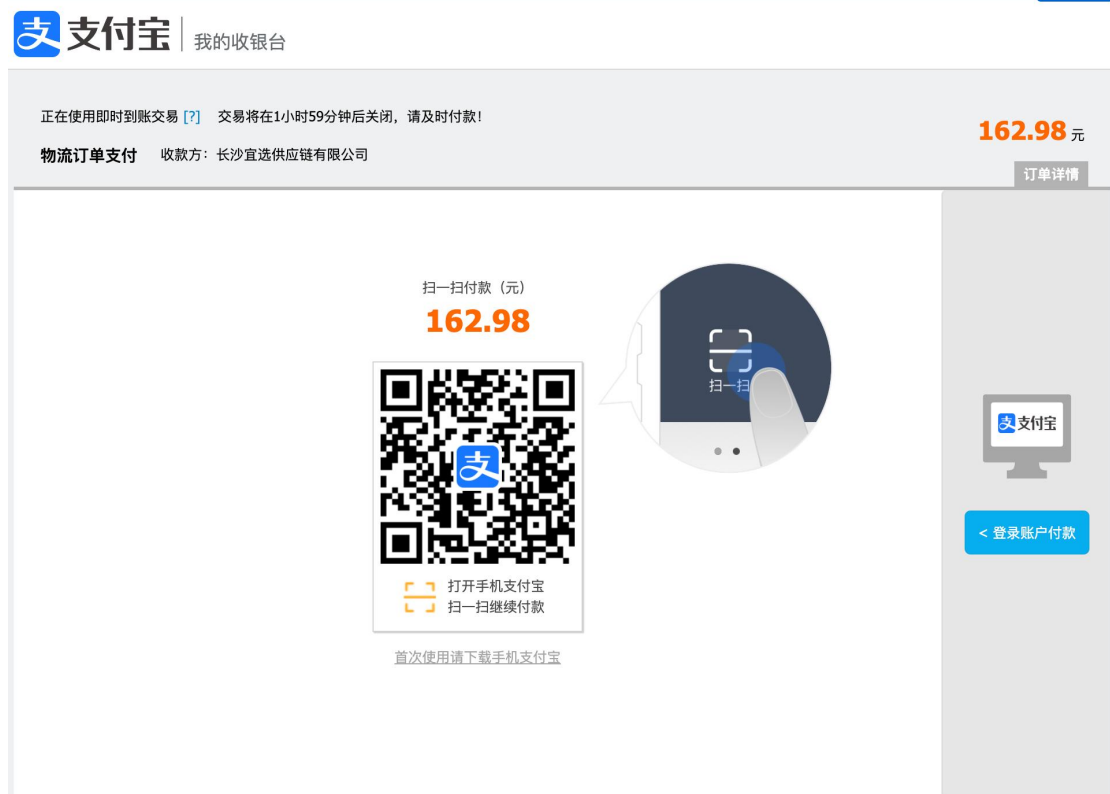 支 支付宝 我的收银台
正在使用即时到账交易 [?] 交易将在1小时59分钟后关闭，请及时付款！
162.98 元
物流订单支付 收款方：长沙宜选供应链有限公司
订单详情
扫一扫付款（元）
162.98
扫一扫
支
支 支付宝
< 登录账户付款
打开手机支付宝
扫一扫继续付款
首次使用请下载手机支付宝